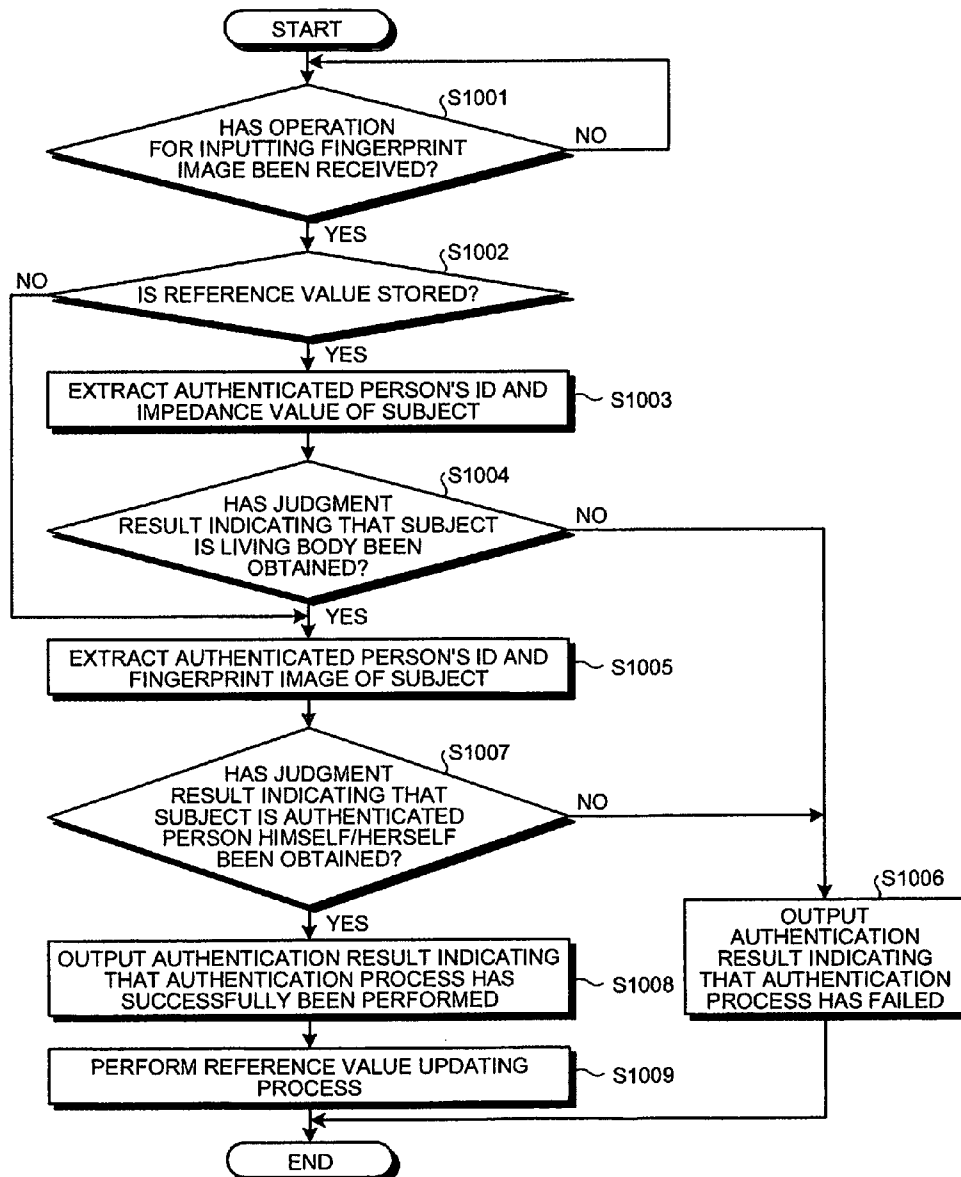 START
S1001
HAS OPERATION
FOR INPUTTING FINGERPRINT
IMAGE BEEN RECEIVED?
NO
YES
S1002
NO
IS REFERENCE VALUE STORED?
YES
EXTRACT AUTHENTICATED PERSON'S ID AND
IMPEDANCE VALUE OF SUBJECT
S1003
S1004
HAS JUDGMENT
RESULT INDICATING THAT SUBJECT
IS LIVING BODY BEEN
OBTAINED?
NO
YES
EXTRACT AUTHENTICATED PERSON'S ID AND
FINGERPRINT IMAGE OF SUBJECT
S1005
S1007
HAS JUDGMENT
RESULT INDICATING THAT
SUBJECT IS AUTHENTICATED
PERSON HIMSELF/HERSELF
BEEN OBTAINED?
NO
YES
S1006
OUTPUT
AUTHENTICATION
RESULT INDICATING
THAT AUTHENTICATION
PROCESS HAS FAILED
OUTPUT AUTHENTICATION RESULT INDICATING
THAT AUTHENTICATION PROCESS HAS
SUCCESSFULLY BEEN PERFORMED
S1008
PERFORM REFERENCE VALUE UPDATING
PROCESS
S1009
END